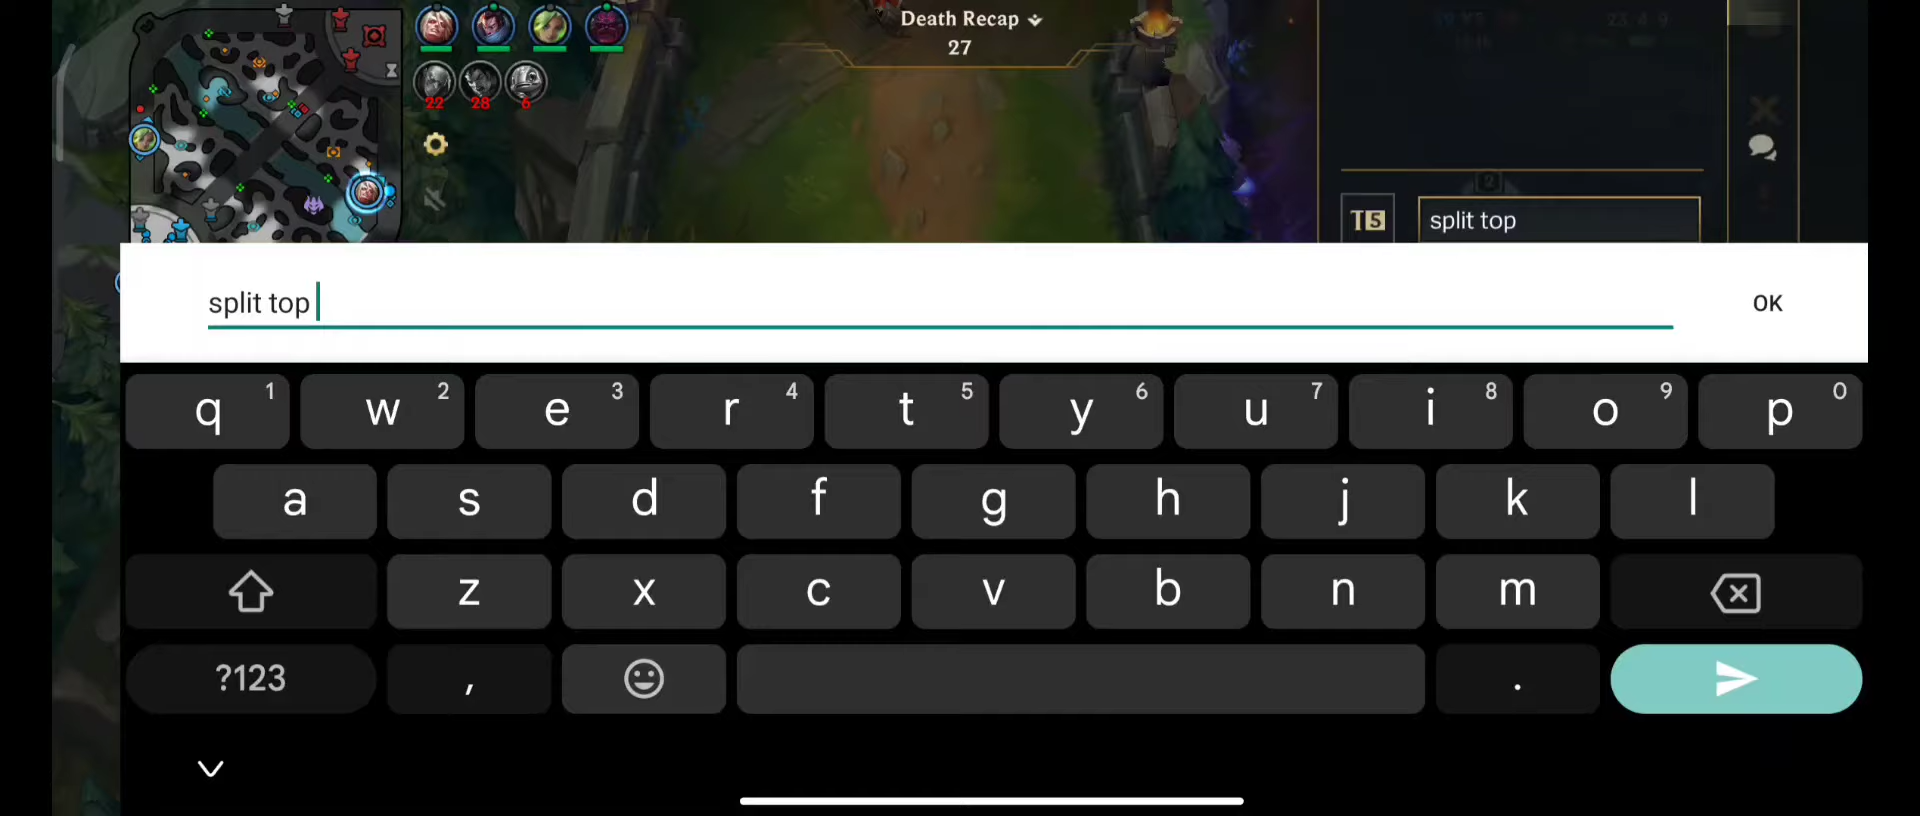 Death Recap
27
22 28 6
T5 split top
split top OK
q 1 w 2 e 3 r 4 t 5 y 6 u 7 i 8 o 9 p 0
a s d f g h j k l
z x c v b n m
?123 , .